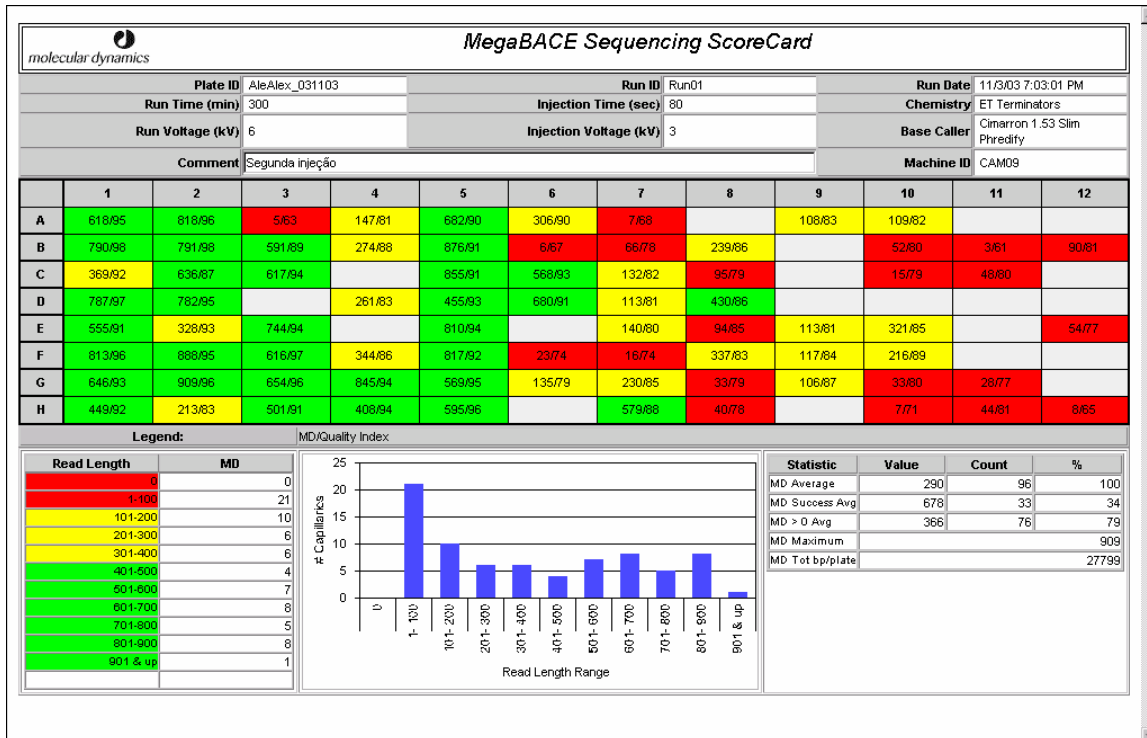 molecular dynamics
MegaBACE Sequencing ScoreCard
Plate ID AleAlex_031103 Run ID Run01 Run Date 11/3/03 7:03:01 PM
Run Time (min) 300 Injection Time (sec) 80 Chemistry ET Terminators
Run Voltage (kV) 6 Injection Voltage (kV) 3 Base Caller Cimarron 1.53 Slim
Phredify
Comment Segunda injeção Machine ID CAM09
1 2 3 4 5 6 7 8 9 10 11 12
A 618/95 818/96 5/63 147/81 682/90 306/90 7/68 108/83 109/82
B 790/98 791/98 591/89 274/88 876/91 6/67 66/78 239/86 52/80 3/61 90/81
C 369/92 636/87 617/94 855/91 568/93 132/82 95/79 15/79 48/80
D 787/97 782/95 261/83 455/93 680/91 113/81 430/86
E 555/91 328/93 744/94 810/94 140/80 94/85 113/81 321/85 54/77
F 813/96 888/95 616/97 344/86 817/92 23/74 16/74 337/83 117/84 216/89
G 646/93 909/96 654/96 845/94 569/95 135/79 230/85 33/79 106/87 33/80 28/77
H 449/92 213/83 501/91 408/94 595/96 579/88 40/78 7/71 44/81 8/65
Legend: MD/Quality Index
Read Length MD
0 0
1-100 21
101-200 10
201-300 6
301-400 6
401-500 4
501-600 7
601-700 8
701-800 5
801-900 8
901 & up 1
25
20
15
10
5
0
# Capillaries
0 1- 100 101- 200 201- 300 301- 400 401- 500 501- 600 601- 700 701- 800 801- 900 901 & up
Read Length Range
Statistic Value Count %
MD Average 290 96 100
MD Success Avg 678 33 34
MD > 0 Avg 366 76 79
MD Maximum 909
MD Tot bp/plate 27799